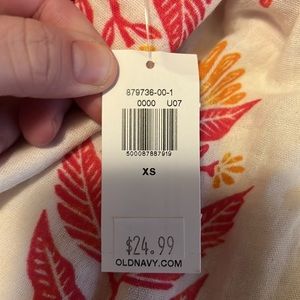 879736-00-1
0000 U07
500087887919
XS
$24.99
OLDNAVY.COM